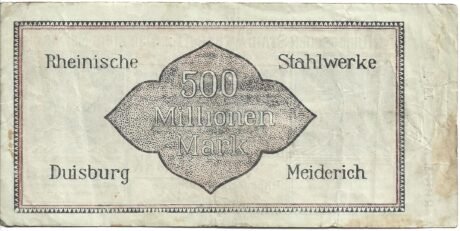 Rheinische Stahlwerke
500
Millionen
Mark
Duisburg Meiderich